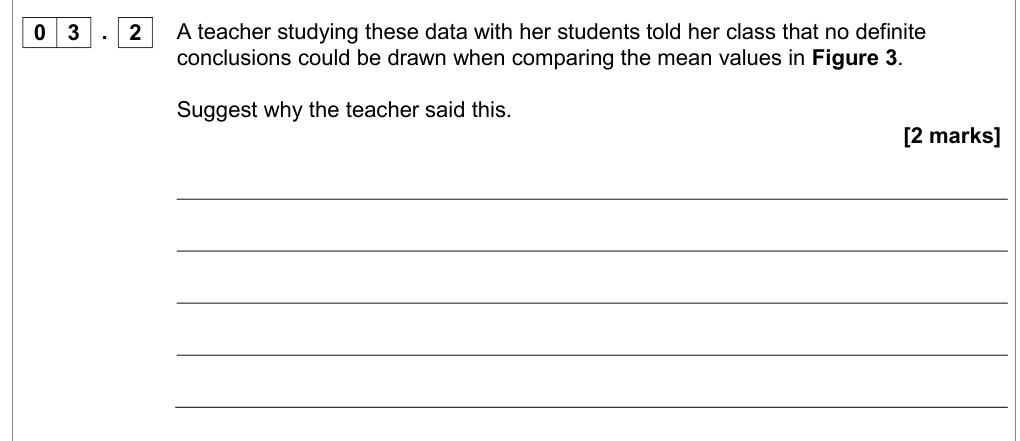 0 3 . 2 A teacher studying these data with her students told her class that no definite
conclusions could be drawn when comparing the mean values in Figure 3.
Suggest why the teacher said this.
[2 marks]